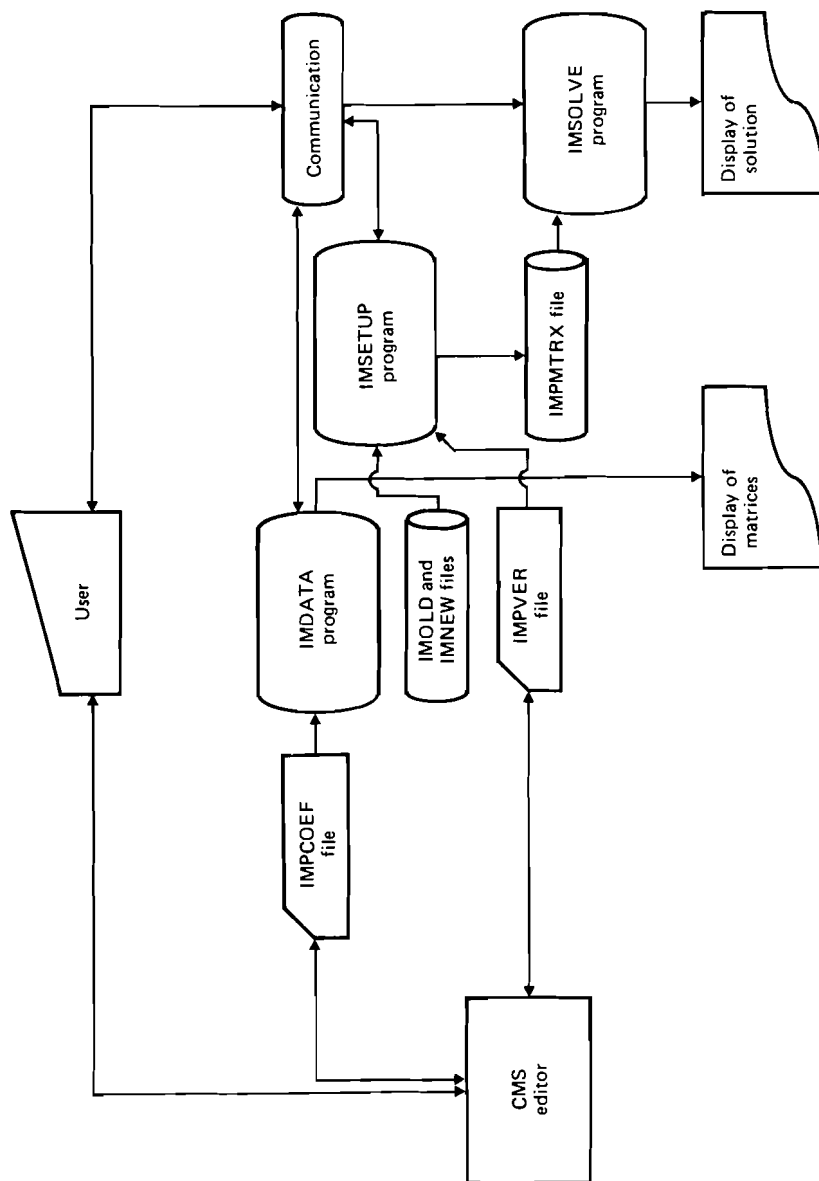 User
IMPCOEF
file
IMDATA
program
Communication
IMSETUP
program
IMOLD and
IMNEW files
CMS
editor
IMPVER
file
IMPMTRX file
IMSOLVE
program
Display of
matrices
Display of
solution